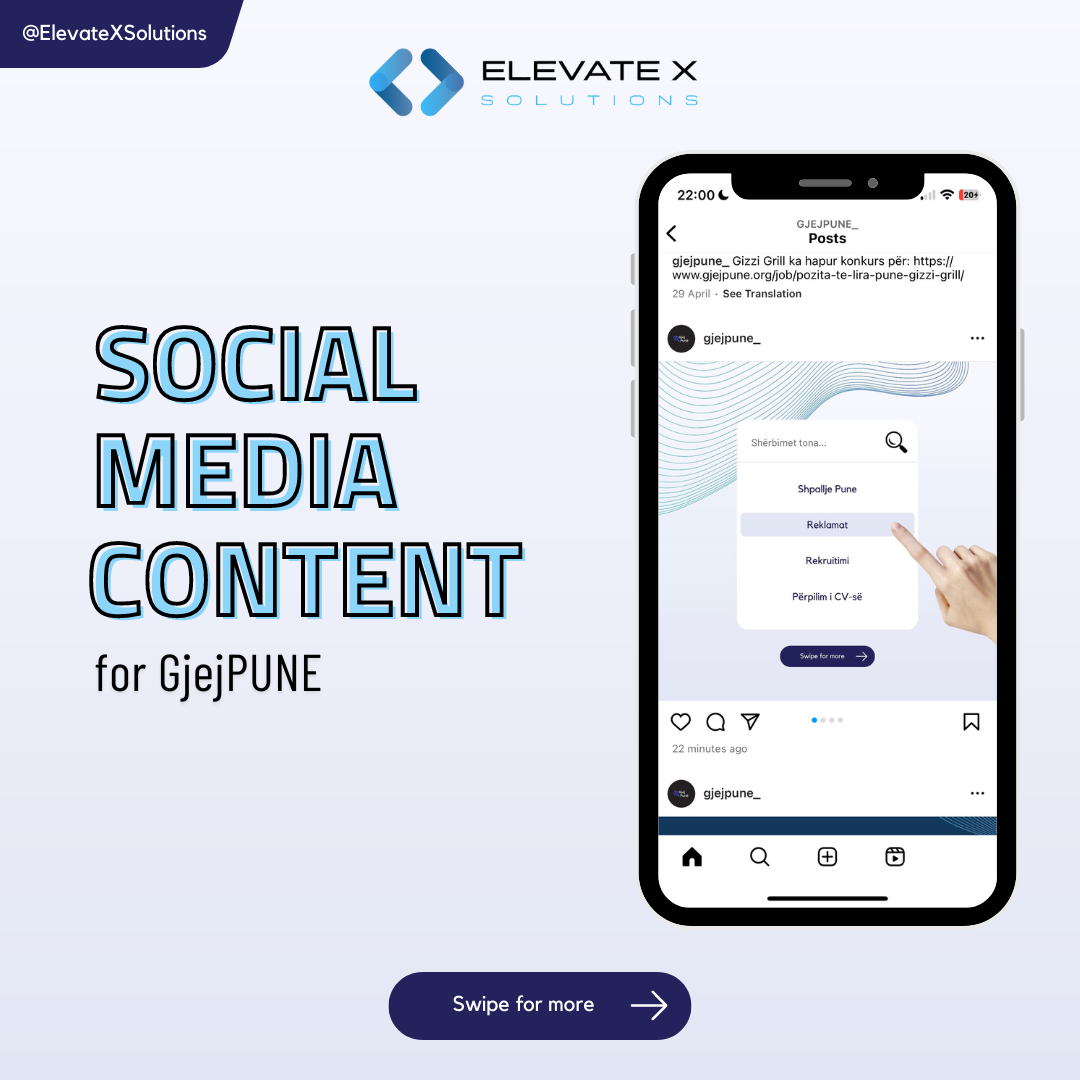 @ElevateXSolutions
ELEVATE X
SOLUTIONS
SOCIAL
MEDIA
CONTENT
for GjejPUNE
22:00
20
GJEJPUNE_
Posts
gjejpune_ Gizzi Grill ka hapur konkurs për: https://
www.gjejpune.org/job/pozita-te-lira-pune-gizzi-grill/
29 April · See Translation
gjejpune_
Shërbimet tona...
Shpallje Pune
Reklamat
Rekruitimi
Përpilim i CV-së
Swipe for more
22 minutes ago
gjejpune_
Swipe for more